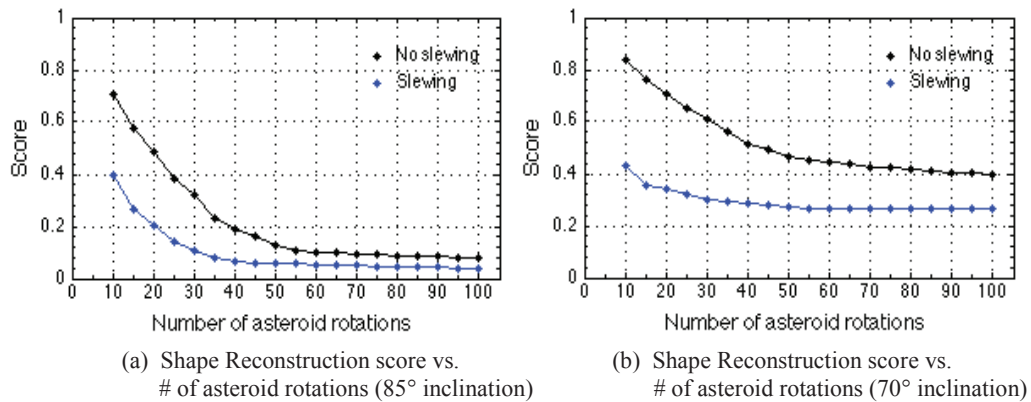 1
0.8
0.6
0.4
0.2
0
Score
No slewing
Slewing
0 10 20 30 40 50 60 70 80 90 100
Number of asteroid rotations
(a) Shape Reconstruction score vs.
# of asteroid rotations (85° inclination)
1
0.8
0.6
0.4
0.2
0
Score
No slewing
Slewing
0 10 20 30 40 50 60 70 80 90 100
Number of asteroid rotations
(b) Shape Reconstruction score vs.
# of asteroid rotations (70° inclination)